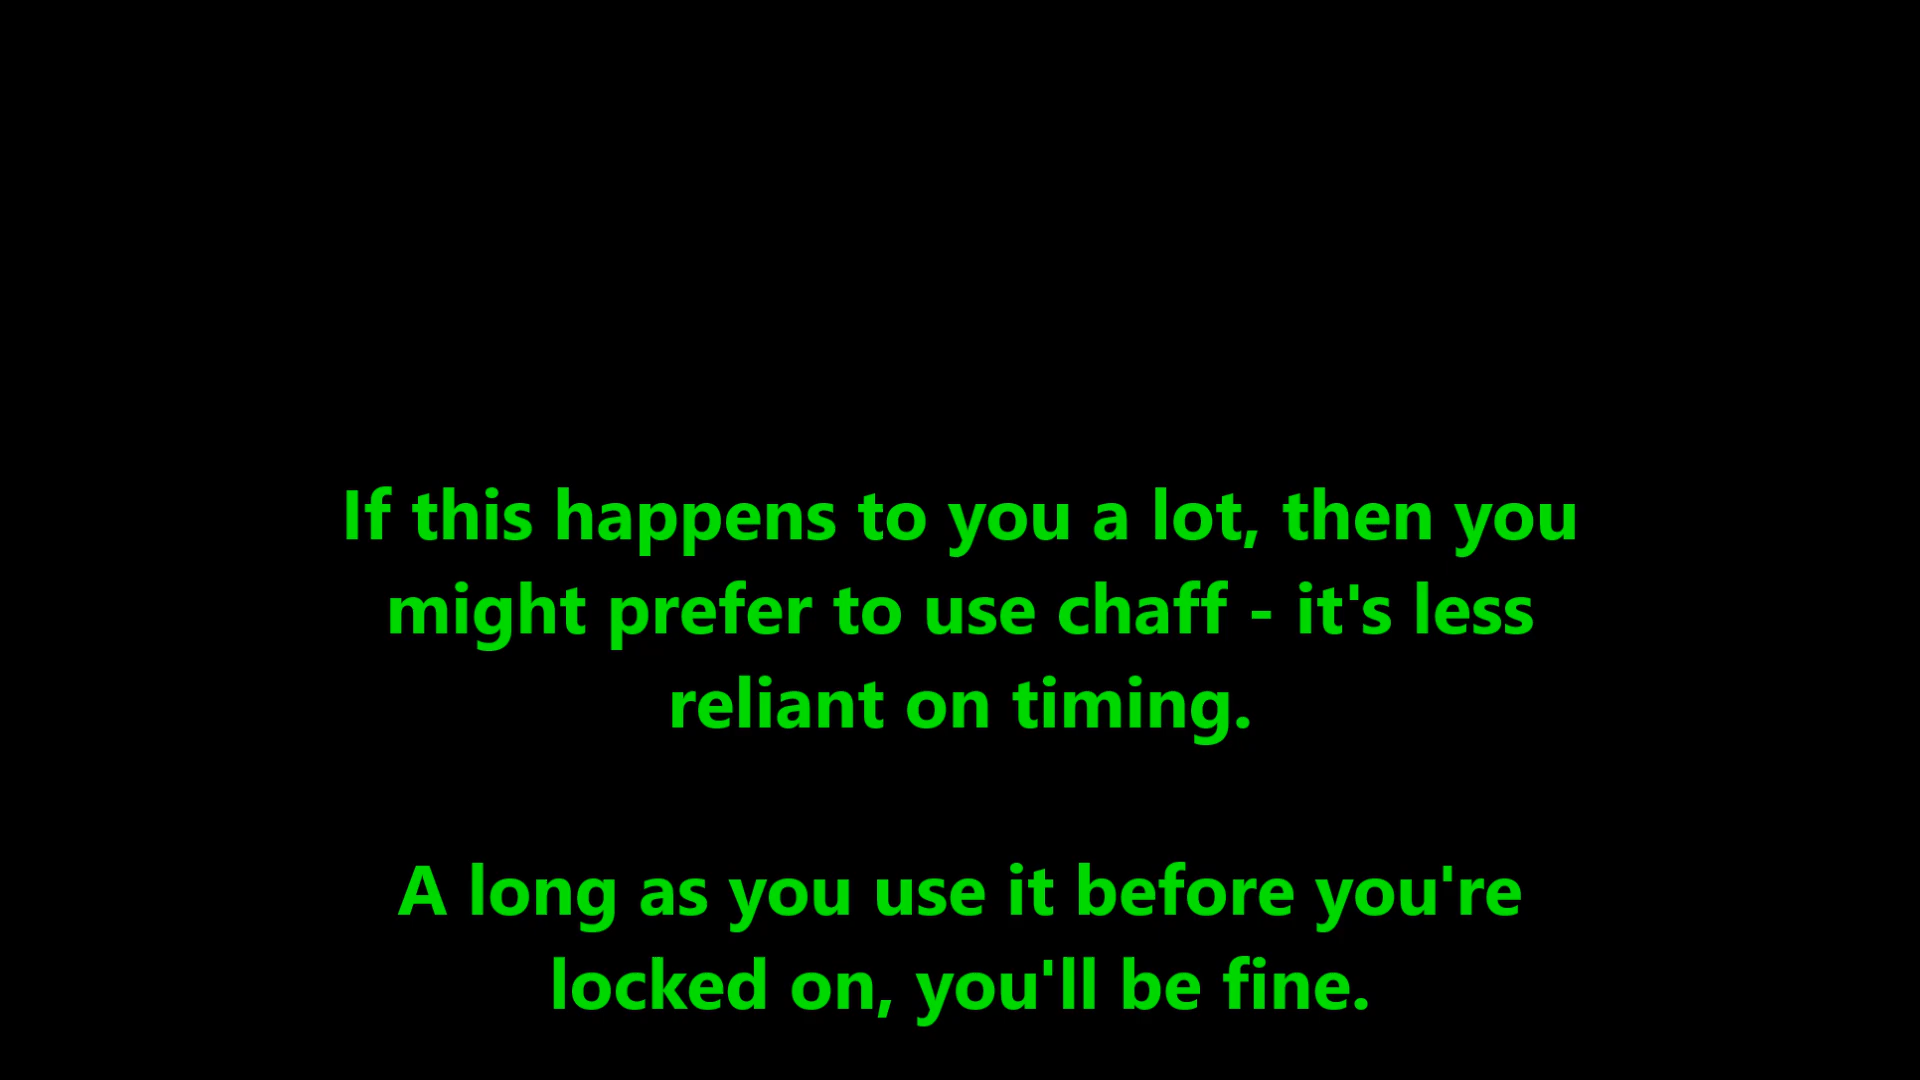 If this happens to you a lot, then you
might prefer to use chaff - it's less
reliant on timing.
A long as you use it before you're
locked on, you'll be fine.